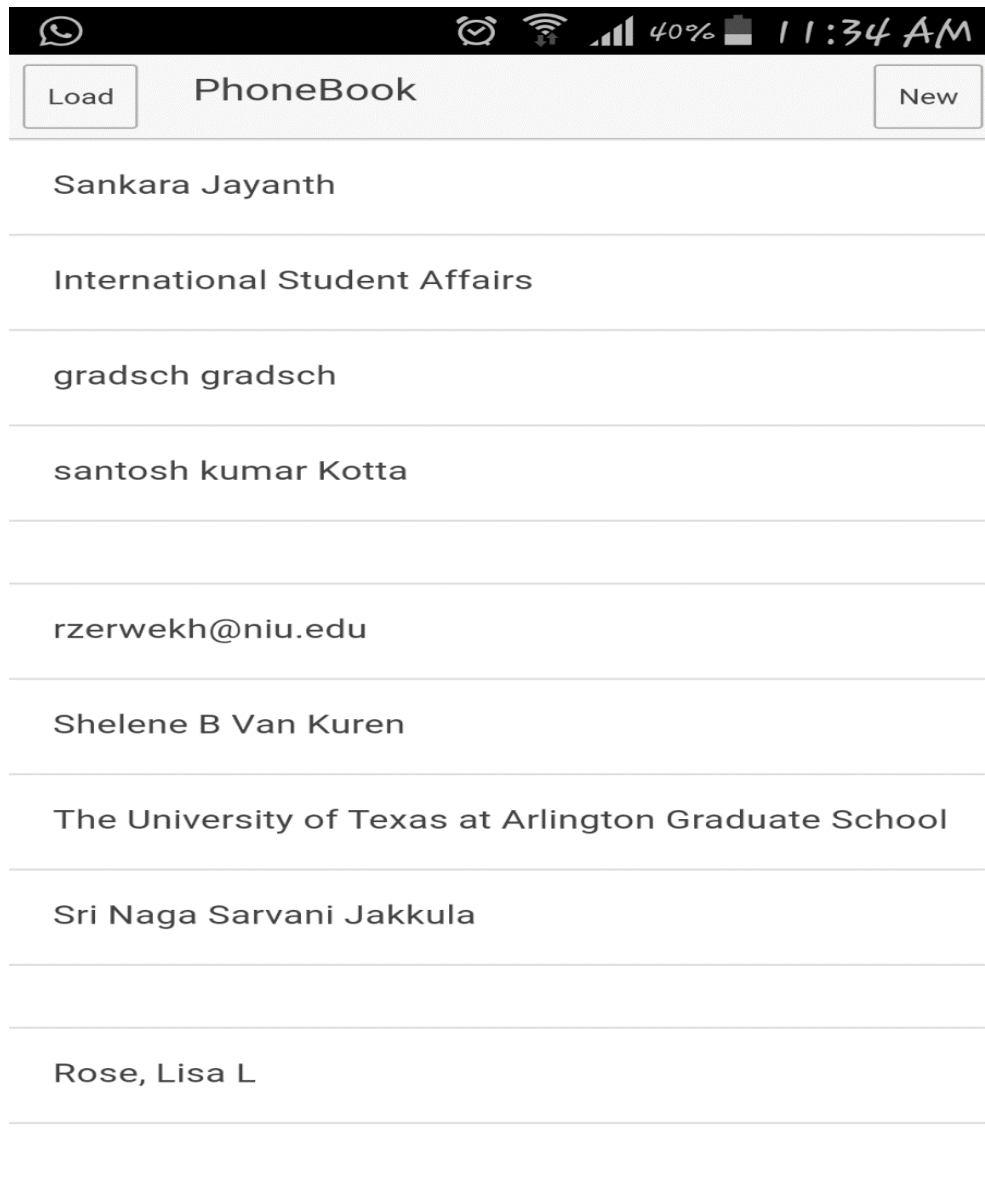 40% 11:34 AM
Load PhoneBook New
Sankara Jayanth
International Student Affairs
gradsch gradsch
santosh kumar Kotta
rzerwekh@niu.edu
Shelene B Van Kuren
The University of Texas at Arlington Graduate School
Sri Naga Sarvani Jakkula
Rose, Lisa L